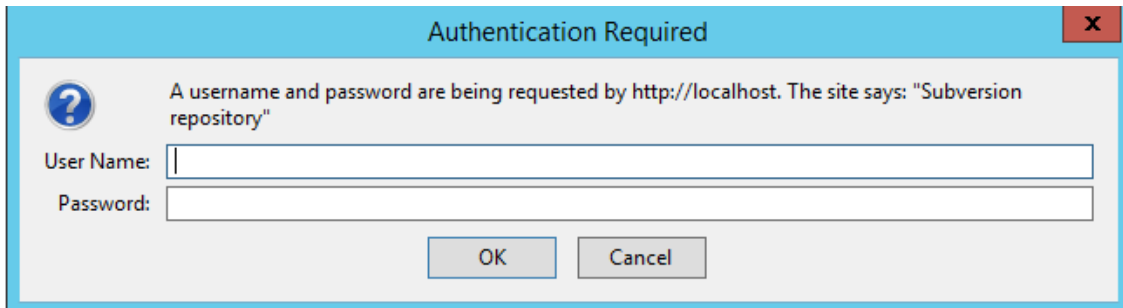 Authentication Required
x
?
A username and password are being requested by http://localhost. The site says: "Subversion
repository"
User Name:
Password:
OK Cancel